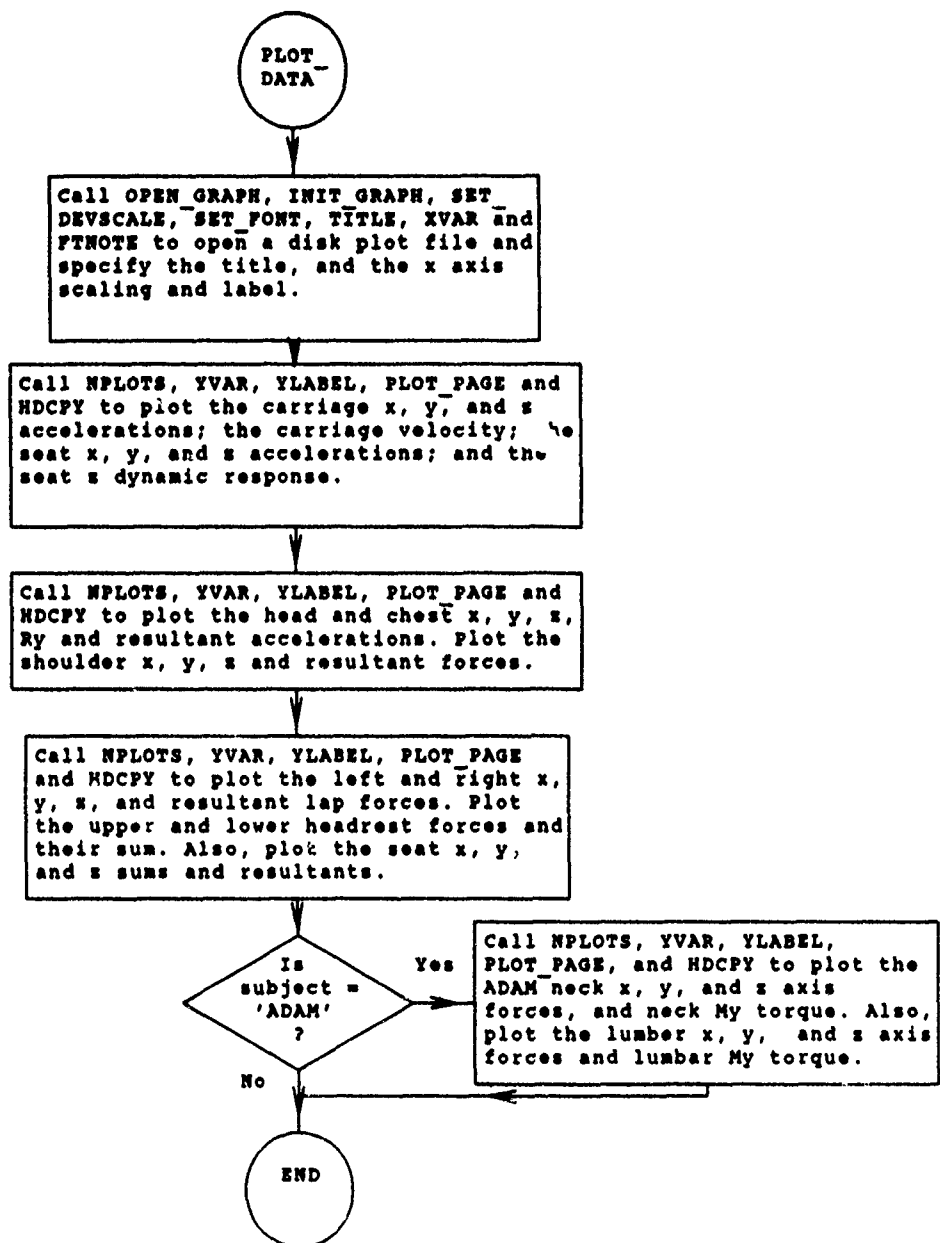 PLOT_
DATA
Call OPEN_GRAPH, INIT_GRAPH, SET_
DEVSCALE, SET_FONT, TITLE, XVAR and
FTNOTE to open a disk plot file and
specify the title, and the x axis
scaling and label.
Call NPLOTS, YVAR, YLABEL, PLOT_PAGE and
HDCPY to plot the carriage x, y, and z
accelerations; the carriage velocity; he
seat x, y, and z accelerations; and the
seat z dynamic response.
Call NPLOTS, YVAR, YLABEL, PLOT_PAGE and
HDCPY to plot the head and chest x, y, z,
Ry and resultant accelerations. Plot the
shoulder x, y, z and resultant forces.
Call NPLOTS, YVAR, YLABEL, PLOT_PAGE
and HDCPY to plot the left and right x,
y, z, and resultant lap forces. Plot
the upper and lower headrest forces and
their sum. Also, plot the seat x, y,
and z sums and resultants.
Is
subject =
'ADAM'
?
Yes
Call NPLOTS, YVAR, YLABEL,
PLOT_PAGE, and HDCPY to plot the
ADAM neck x, y, and z axis
forces, and neck My torque. Also,
plot the lumber x, y, and z axis
forces and lumbar My torque.
No
END